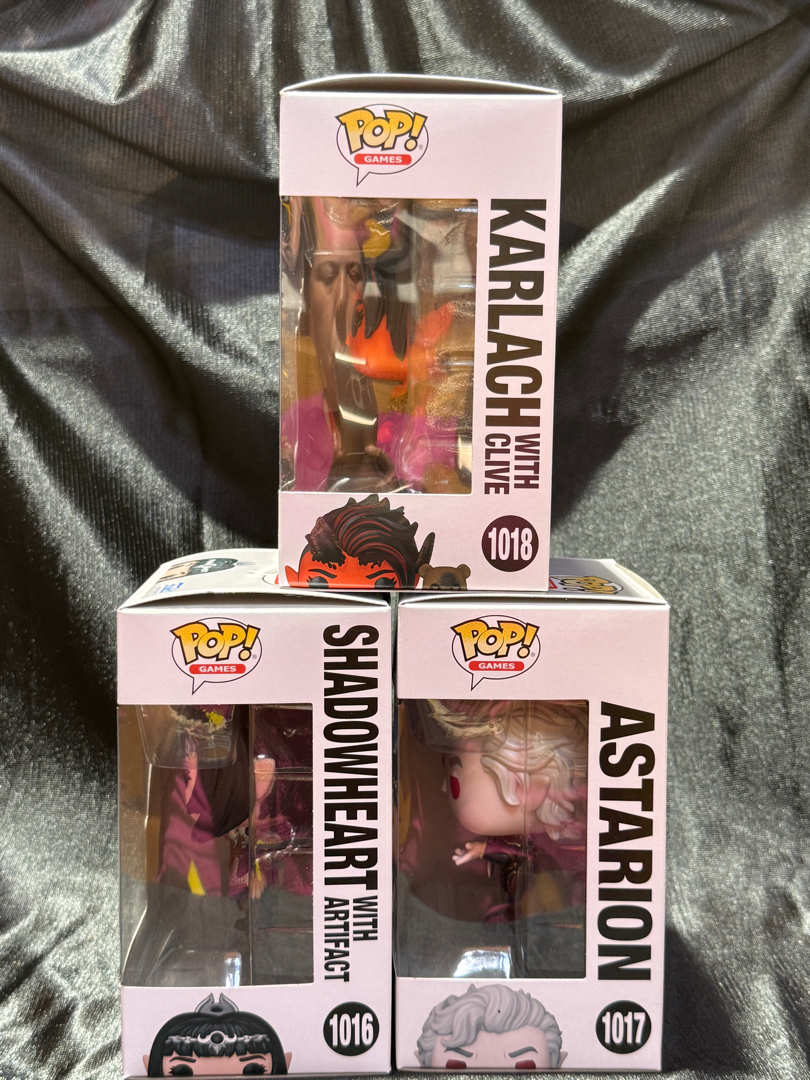 POP!
GAMES
KARLACH
WITH
CLIVE
1018
POP!
GAMES
SHADOWHEART
WITH
ARTIFACT
1016
POP!
GAMES
ASTARION
1017